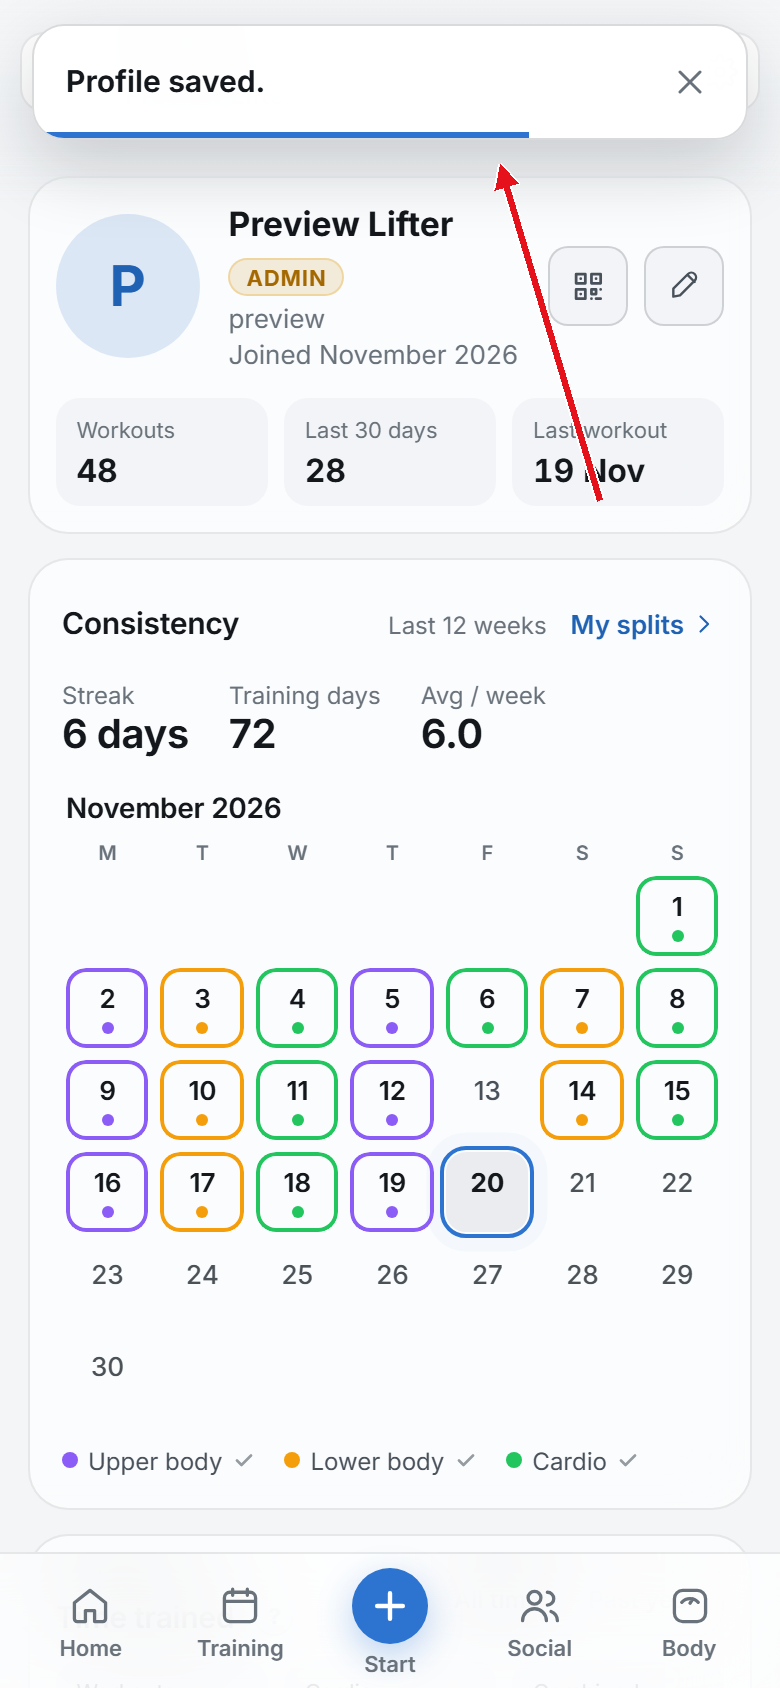 Profile saved.
Preview Lifter
P
ADMIN
preview
Joined November 2026
Workouts
Last 30 days
Last workout
48
28
19 Nov
Consistency
Last 12 weeks
My splits
Streak
Training days
Avg / week
6 days
72
6.0
November 2026
M T W T F S S
1
2 3 4 5 6 7 8
9 10 11 12 13 14 15
16 17 18 19 20 21 22
23 24 25 26 27 28 29
30
Upper body
Lower body
Cardio
Time trained
Home
Training
Start
Social
Body